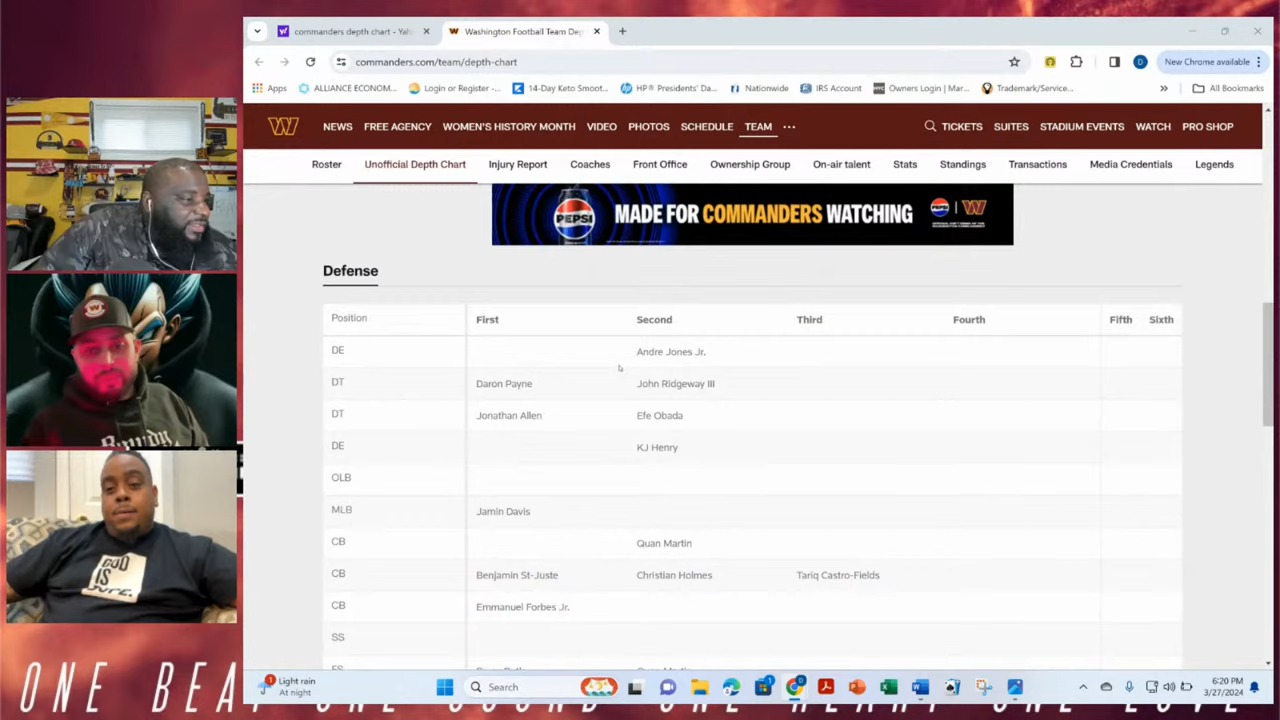 commanders depth chart - Yah
Washington Football Team Dep
commanders.com/team/depth-chart
New Chrome available
Apps
ALLIANCE ECONOM...
Login or Register -...
14-Day Keto Smoot...
HP® Presidents' Da...
Nationwide
IRS Account
Owners Login | Mar...
Trademark/Service...
All Bookmarks
NEWS FREE AGENCY WOMEN'S HISTORY MONTH VIDEO PHOTOS SCHEDULE TEAM ••• TICKETS SUITES STADIUM EVENTS WATCH PRO SHOP
Roster Unofficial Depth Chart Injury Report Coaches Front Office Ownership Group On-air talent Stats Standings Transactions Media Credentials Legends
PEPSI MADE FOR COMMANDERS WATCHING
Defense
Position First Second Third Fourth Fifth Sixth
DE Andre Jones Jr.
DT Daron Payne John Ridgeway III
DT Jonathan Allen Efe Obada
DE KJ Henry
OLB
MLB Jamin Davis
CB Quan Martin
CB Benjamin St-Juste Christian Holmes Tariq Castro-Fields
CB Emmanuel Forbes Jr.
SS
GOD
IS
DOPE.
Light rain
At night
Search
6:20 PM
3/27/2024
ONE BEA